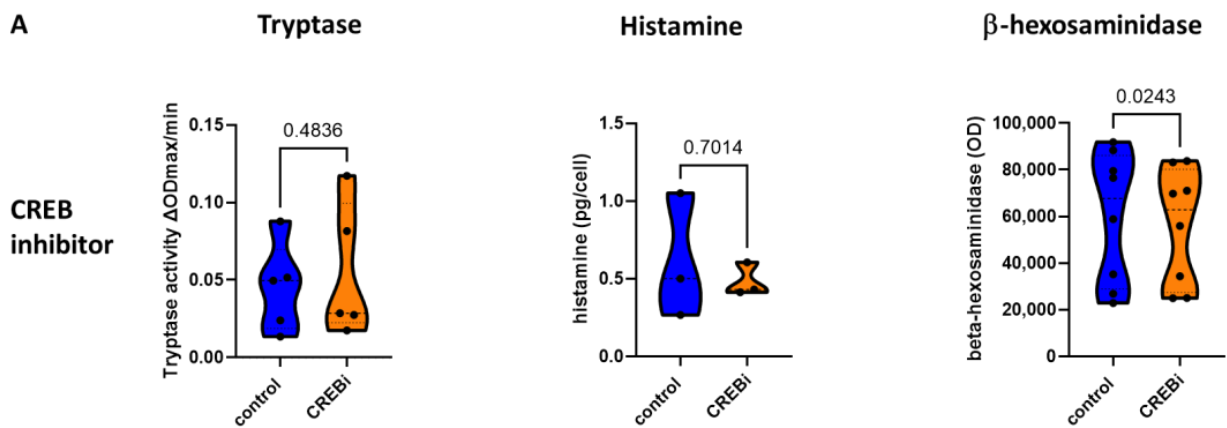 A
Tryptase
Histamine
β-hexosaminidase
CREB
inhibitor
Tryptase activity ΔODmax/min
0.15
0.10
0.05
0.00
0.4836
control
CREBi
histamine (pg/cell)
1.5
1.0
0.5
0.0
0.7014
control
CREBi
beta-hexosaminidase (OD)
100,000
80,000
60,000
40,000
20,000
0
0.0243
control
CREBi